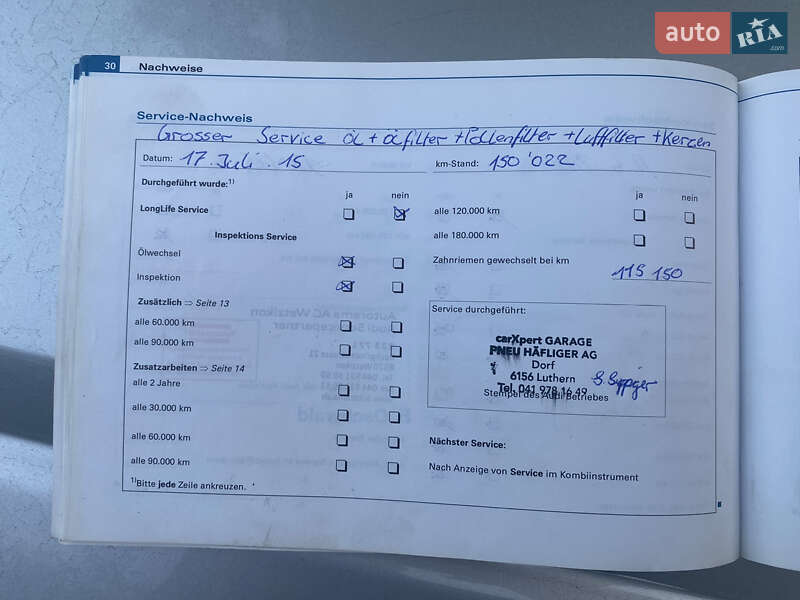 auto RIA .com
30 Nachweise
Service-Nachweis
Grosser Service öl + ölfilter + Pollenfilter + Luftfilter + Kerzen
Datum: 17. Juli. 15 km-Stand: 150'022
Durchgeführt wurde:1)
ja nein ja nein
LongLife Service alle 120.000 km
Inspektions Service alle 180.000 km
Ölwechsel Zahnriemen gewechselt bei km
Inspektion 115 150
Zusätzlich ⇒ Seite 13 Service durchgeführt:
alle 60.000 km
alle 90.000 km
carXpert GARAGE
PNEU HÄFLIGER AG
Dorf
6156 Luthern
Tel. 041 978 16 49
Stempel des Audi Betriebes
Zusatzarbeiten ⇒ Seite 14
alle 2 Jahre
alle 30.000 km
alle 60.000 km Nächster Service:
alle 90.000 km Nach Anzeige von Service im Kombiinstrument
1)Bitte jede Zeile ankreuzen.